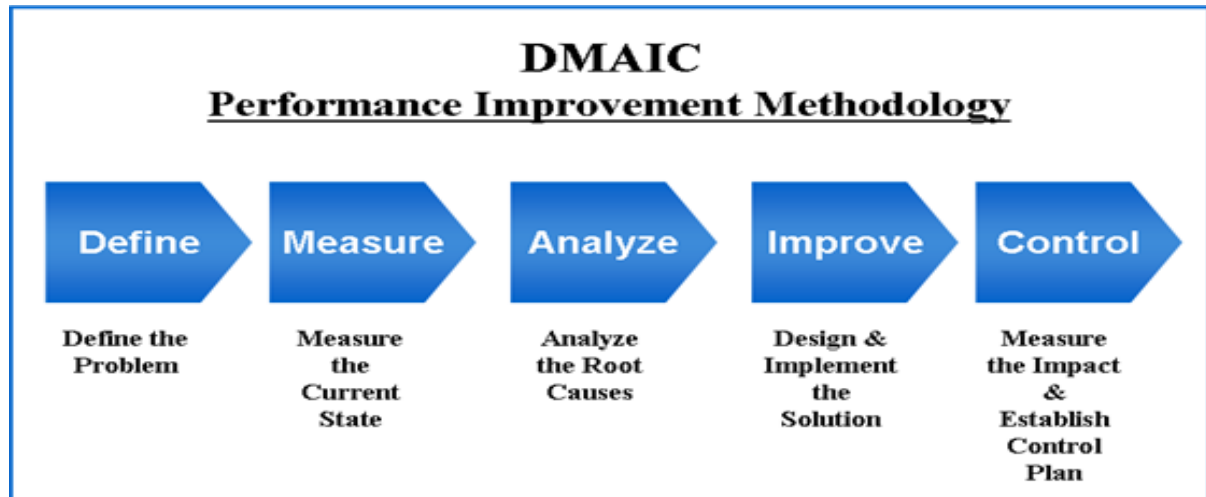 DMAIC
Performance Improvement Methodology
Define
Measure
Analyze
Improve
Control
Define the
Problem
Measure
the
Current
State
Analyze
the Root
Causes
Design &
Implement
the
Solution
Measure
the Impact
&
Establish
Control
Plan